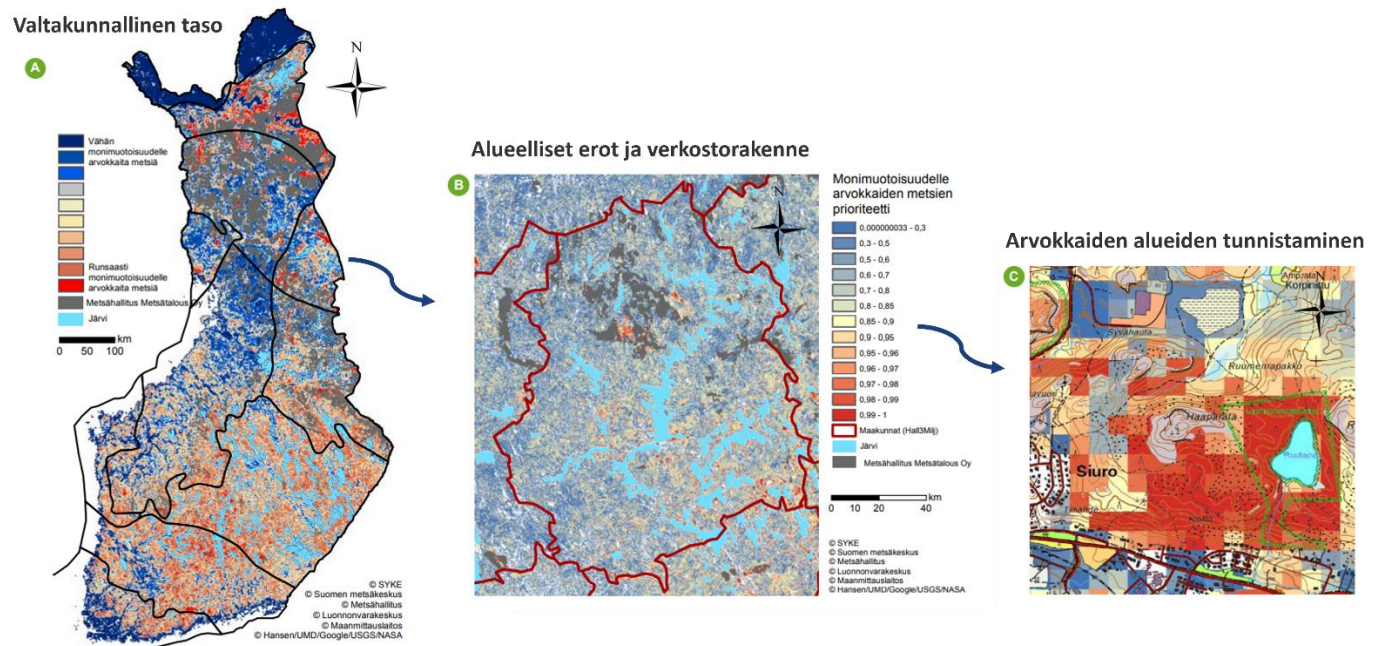 Valtakunnallinen taso
A
N
Vähän
monimuotoisuudelle
arvokkaita metsiä
Runsaasti
monimuotoisuudelle
arvokkaita metsiä
Metsähallitus Metsätalous Oy
Järvi
km
0 50 100
© SYKE
© Suomen metsäkeskus
© Metsähallitus
© Luonnonvarakeskus
© Maanmittauslaitos
© Hansen/UMD/Google/USGS/NASA
Alueelliset erot ja verkostorakenne
B
N
Monimuotoisuudelle
arvokkaiden metsien
prioriteetti
0,000000033 - 0,3
0,3 - 0,5
0,5 - 0,6
0,6 - 0,7
0,7 - 0,8
0,8 - 0,85
0,85 - 0,9
0,9 - 0,95
0,95 - 0,96
0,96 - 0,97
0,97 - 0,98
0,98 - 0,99
0,99 - 1
Maakunnat (Hall3Milj)
Järvi
Metsähallitus Metsätalous Oy
km
0 20 40
© SYKE
© Suomen metsäkeskus
© Metsähallitus
© Luonnonvarakeskus
© Maanmittauslaitos
© Hansen/UMD/Google/USGS/NASA
Arvokkaiden alueiden tunnistaminen
C
N
Korpiniittu
Syvähauta
Ruumenrapakko
Haaparata
Siuro